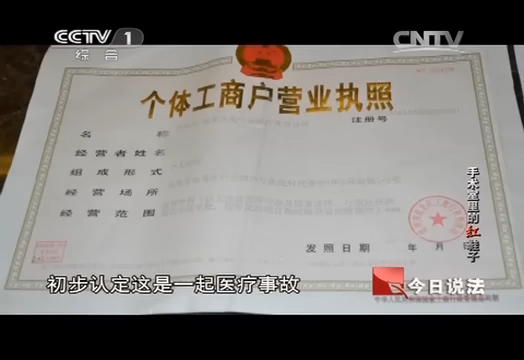 CCTV 1
综合
CNTV
个体工商户营业执照
注册号
名称
经营者姓名
组成形式
经营场所
经营范围
发照日期 年 月 日
手术室里的红鞋子
初步认定这是一起医疗事故
今日说法